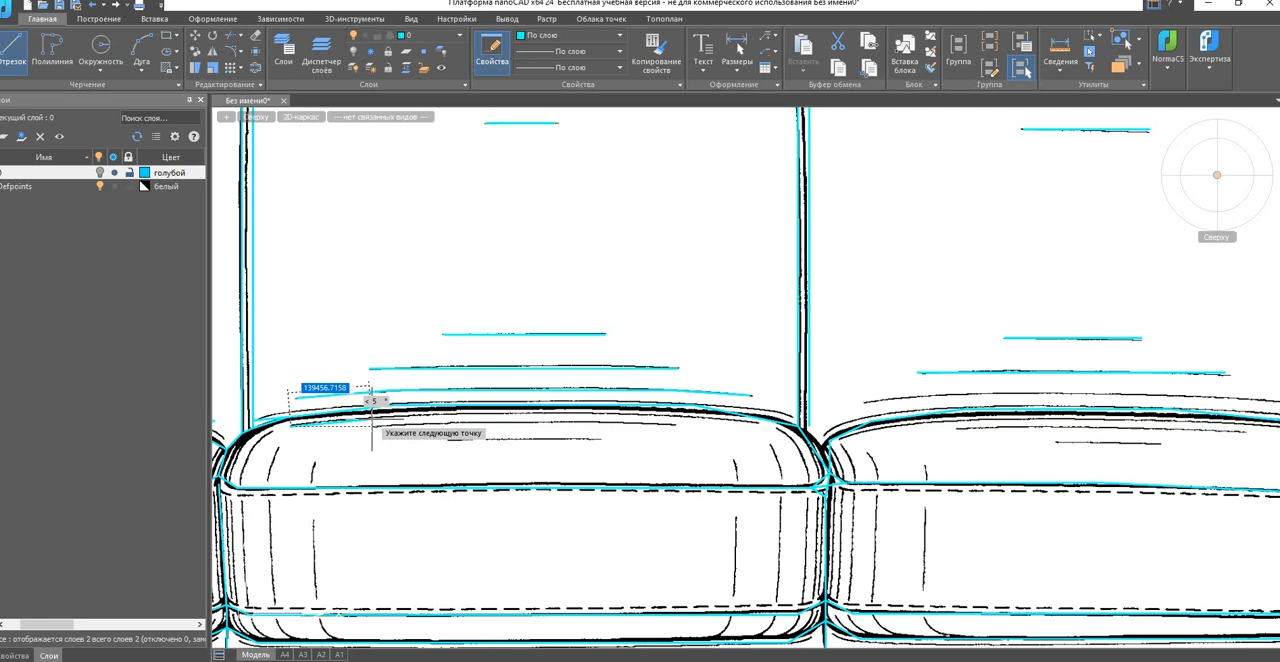 Платформа nanoCAD x64 24 Бесплатная учебная версия - не для коммерческого использования Без имени0*
Главная Построение Вставка Оформление Зависимости 3D-инструменты Вид Настройки Вывод Растр Облака точек Топоплан
Отрезок Полилиния Окружность Дуга
Черчение
Редактирование
Слои Диспетчер слоёв
0
Слои
Свойства
По слою
По слою
По слою
Копирование свойств
Свойства
Текст Размеры
Оформление
Вставить
Буфер обмена
Вставка блока
Блок
Группа
Группа
Сведения
Утилиты
NormaCS Экспертиза
Без имени0*
текущий слой : 0 Поиск слоя...
Имя Цвет
0 голубой
Defpoints белый
+ Сверху 2D-каркас --- нет связанных видов ---
Сверху
139456.7158
< 5 °
Укажите следующую точку
все : отображается слоев 2 всего слоев 2 (отключено 0, зам
Свойства Слои
Модель A4 A3 A2 A1